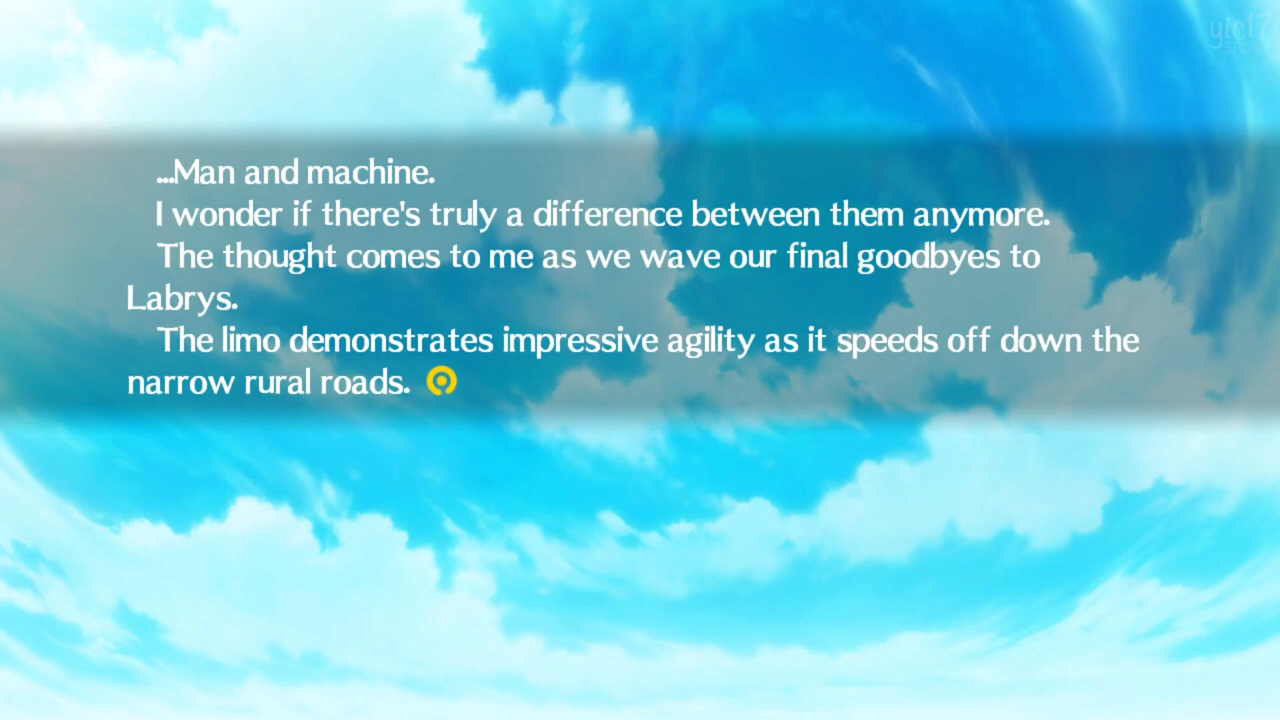 yic17
...Man and machine.
I wonder if there's truly a difference between them anymore.
The thought comes to me as we wave our final goodbyes to
Labrys.
The limo demonstrates impressive agility as it speeds off down the
narrow rural roads.